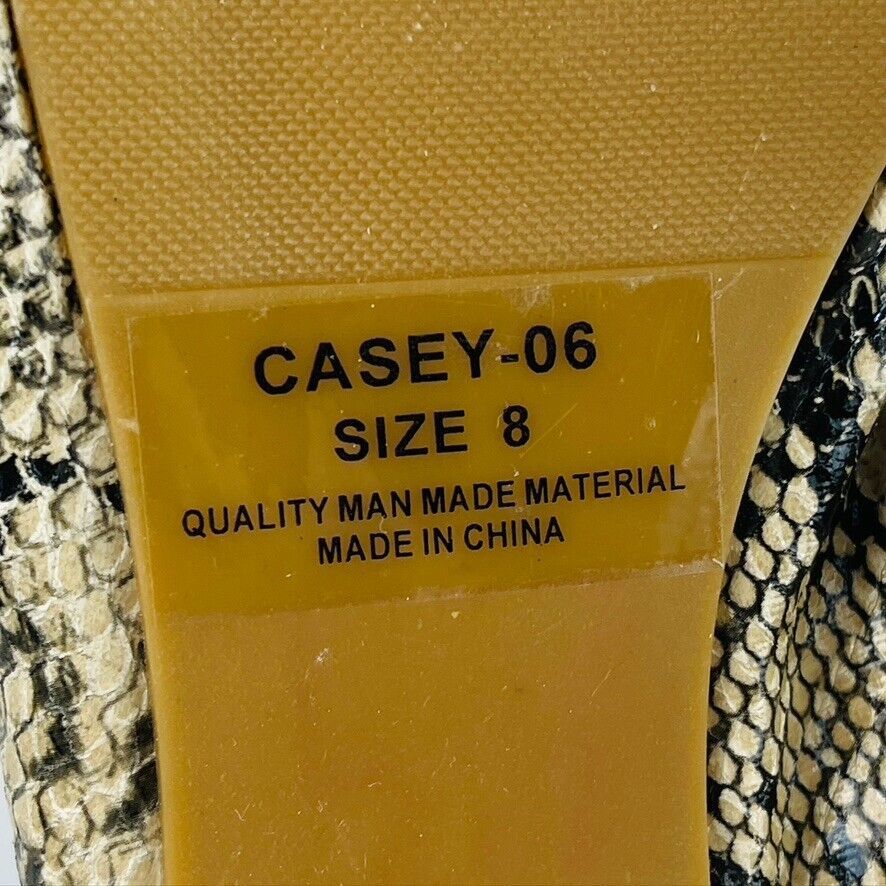 CASEY-06
SIZE 8
QUALITY MAN MADE MATERIAL
MADE IN CHINA